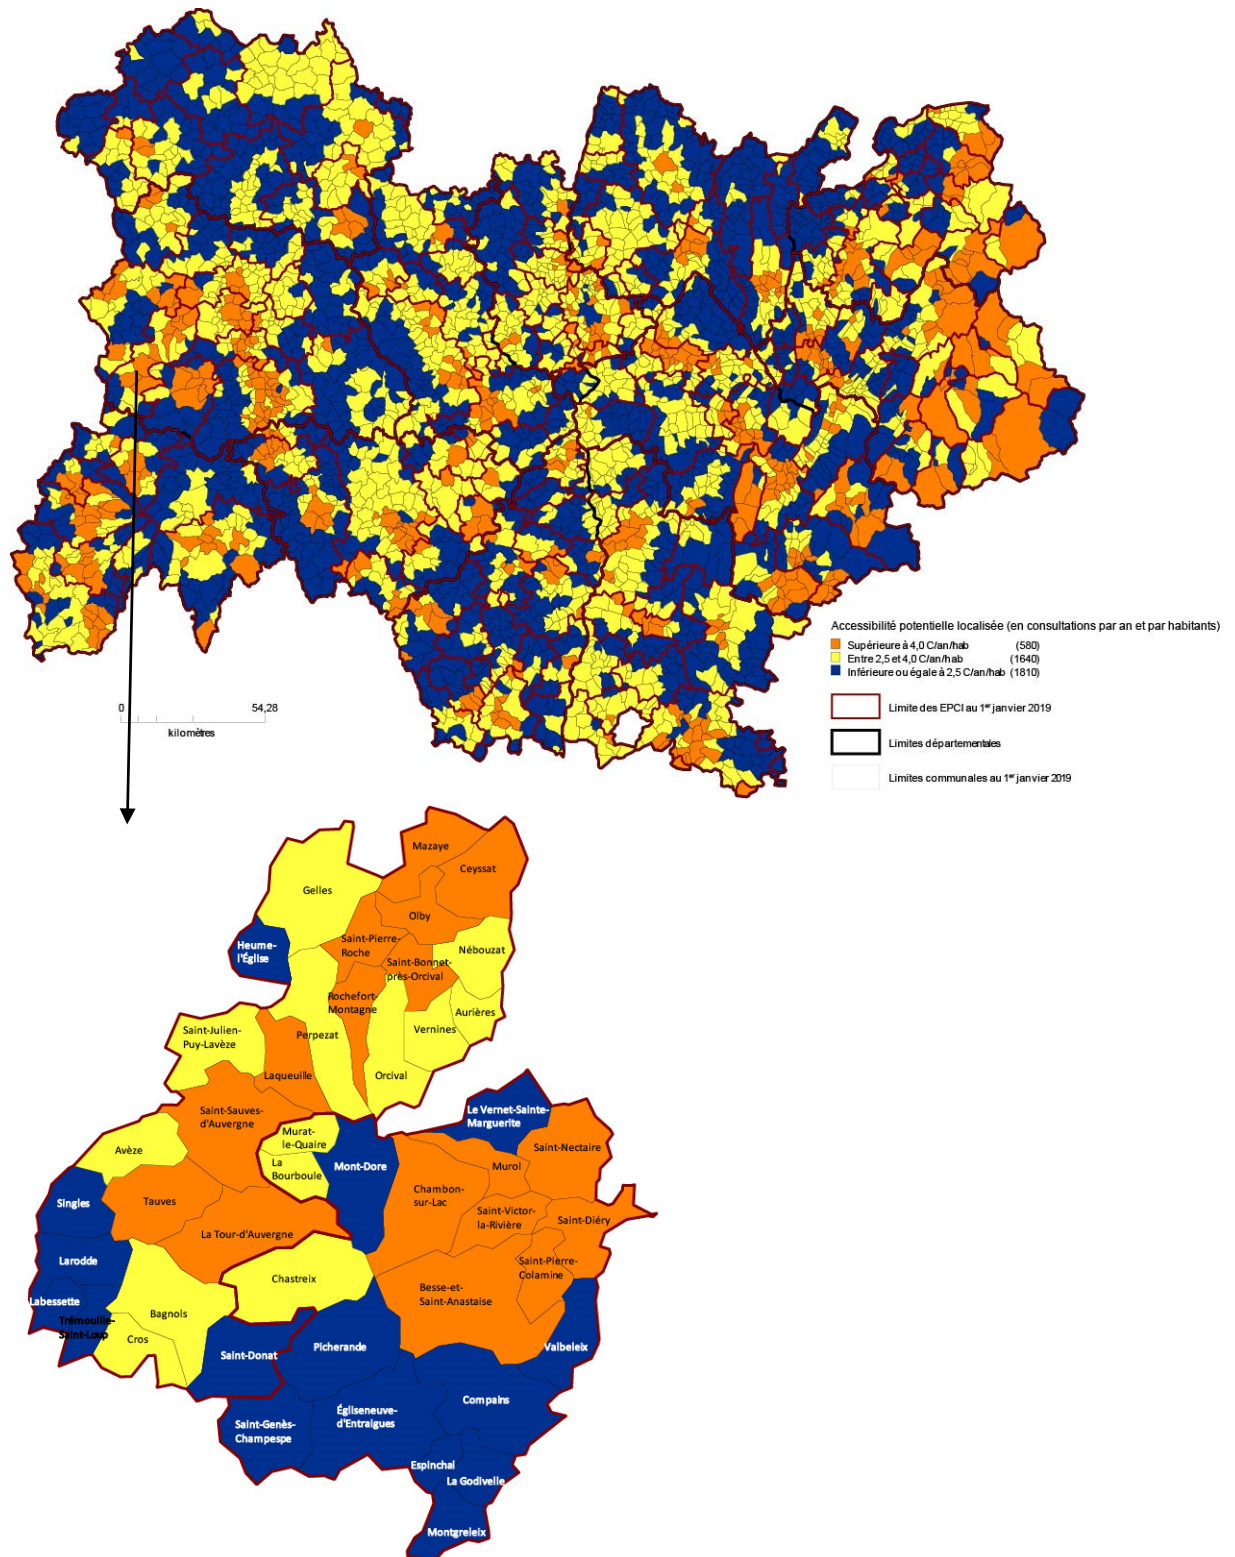 Accessibilité potentielle localisée (en consultations par an et par habitants)
Supérieure à 4,0 C/an/hab (580)
Entre 2,5 et 4,0 C/an/hab (1640)
Inférieure ou égale à 2,5 C/an/hab (1810)
Limite des EPCI au 1er janvier 2019
Limites départementales
Limites communales au 1er janvier 2019
0 54,28
kilomètres
Mazaye
Ceyssat
Gelles
Olby
Heume-
l'Église
Saint-Pierre-
Roche
Saint-Bonnet-
près-Orcival
Nébouzat
Rochefort-
Montagne
Aurières
Vernines
Saint-Julien-
Puy-Lavèze
Perpezat
Laqueuille
Orcival
Saint-Sauves-
d'Auvergne
Le Vernet-Sainte-
Marguerite
Murat-
le-Quaire
Saint-Nectaire
Avèze
La
Bourboule
Mont-Dore
Murol
Chambon-
sur-Lac
Singles
Tauves
Saint-Victor-
la-Rivière
Saint-Diéry
La Tour-d'Auvergne
Larodde
Saint-Pierre-
Colamine
Chastreix
Besse-et-
Saint-Anastaise
Labessette
Bagnols
Trémouille-
Saint-Loup
Cros
Saint-Donat
Picherande
Valbeleix
Compains
Égliseneuve-
d'Entraigues
Saint-Genès-
Champespe
Espinchal
La Godivelle
Montgreleix